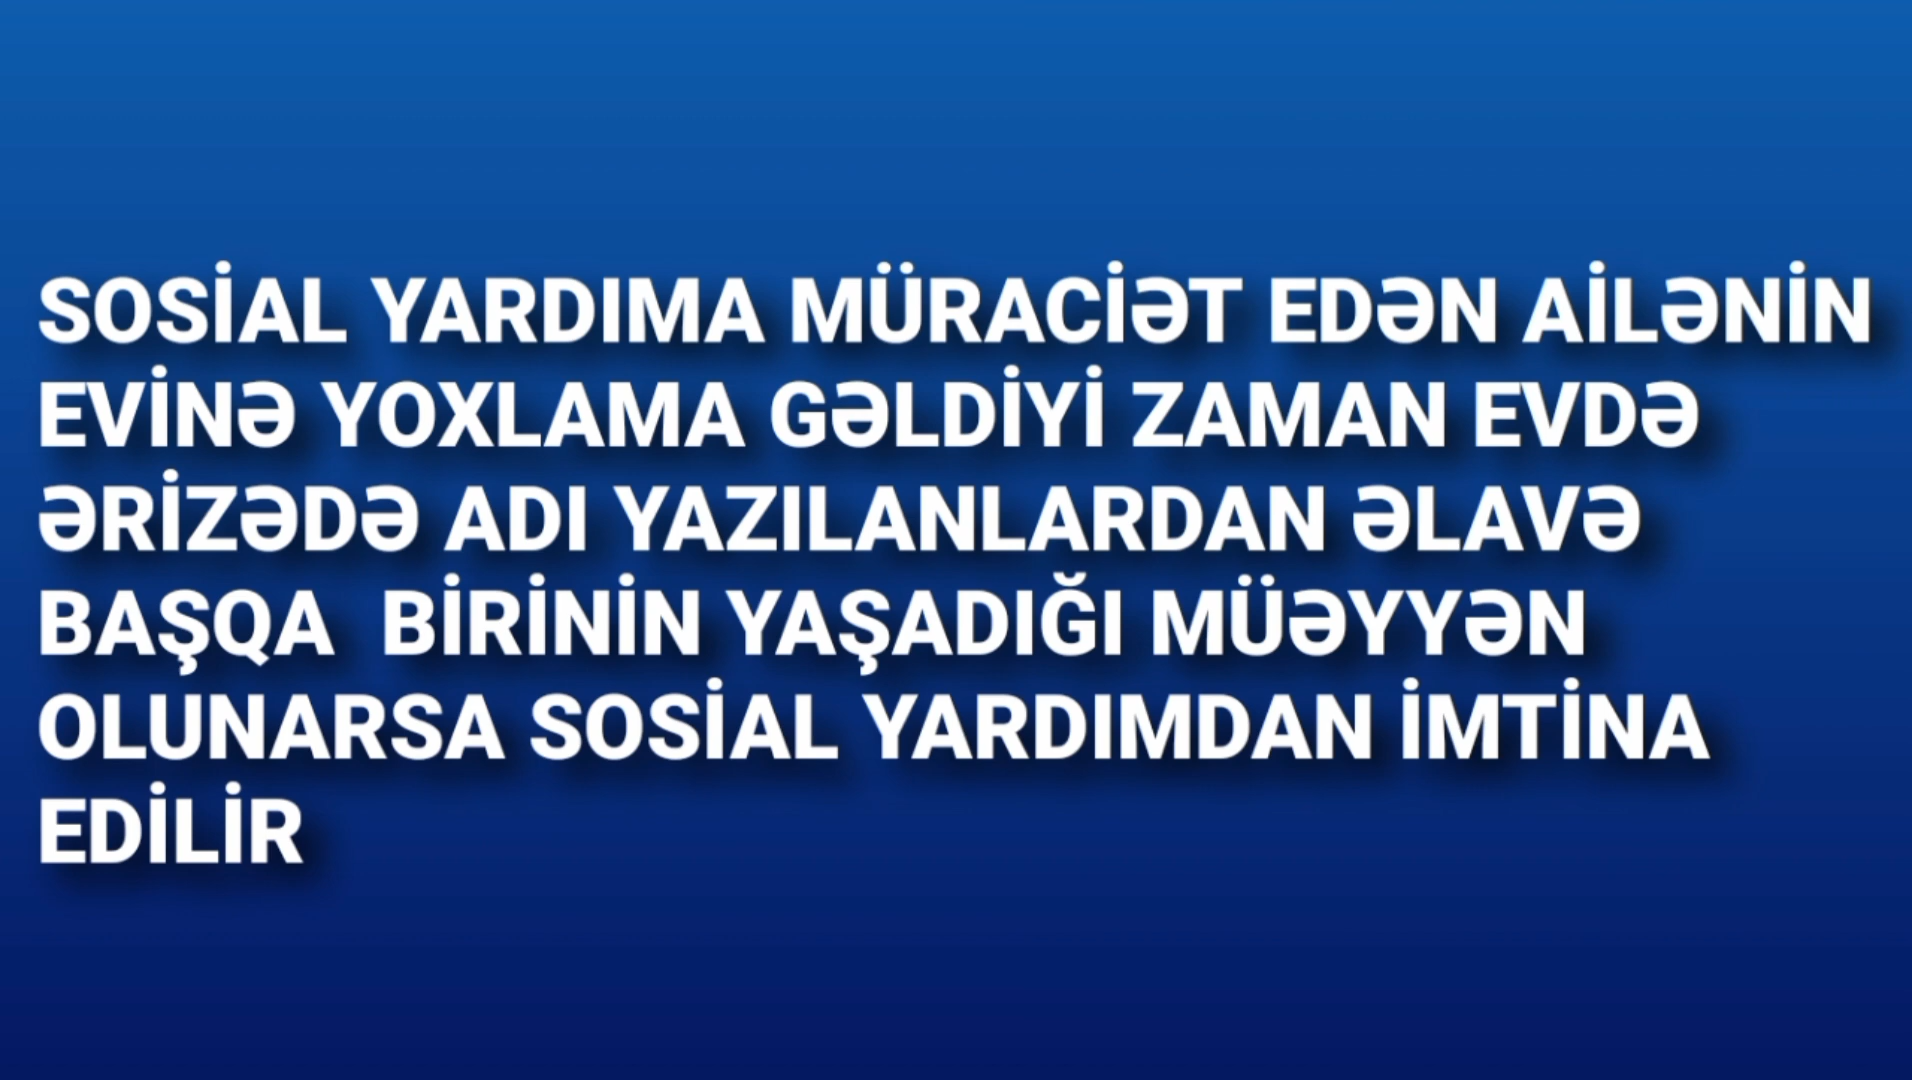 SOSİAL YARDIMA MÜRACİƏT EDƏN AİLƏNİN
EVİNƏ YOXLAMA GƏLDİYİ ZAMAN EVDƏ
ƏRİZƏDƏ ADI YAZILANLARDAN ƏLAVƏ
BAŞQA  BİRİNİN YAŞADIĞI MÜƏYYƏN
OLUNARSA SOSİAL YARDIMDAN İMTİNA
EDİLİR